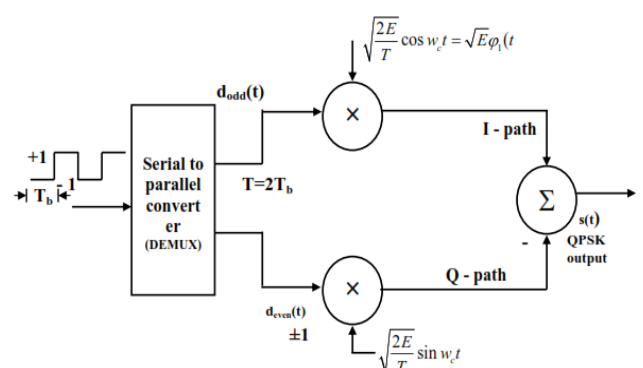 √(2E/T) cos w_c t = √E φ₁(t
d_odd(t)
I - path
+1
- 1
T_b
Serial to
parallel
convert
er
(DEMUX)
T=2T_b
×
Σ
s(t)
QPSK
output
-
Q - path
×
d_even(t)
±1
√(2E/T) sin w_c t